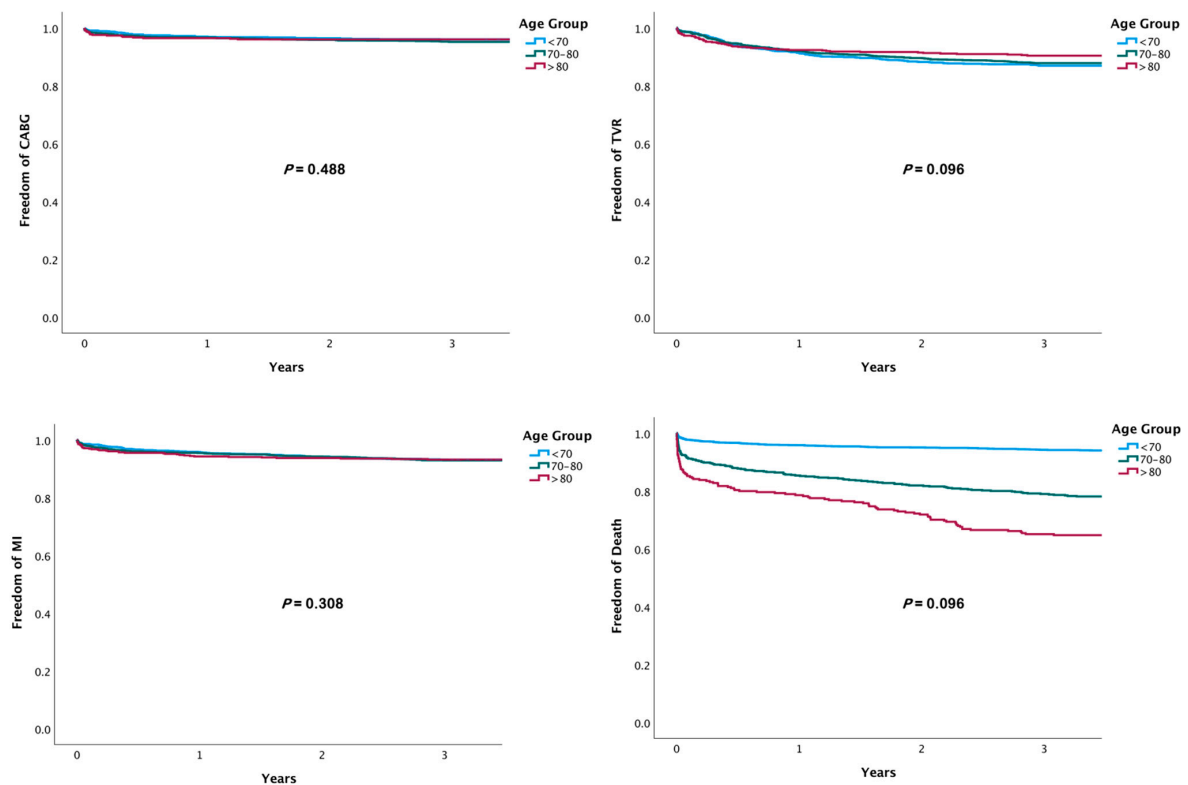 Freedom of CABG
1.0
0.8
0.6
0.4
0.2
0.0
0 1 2 3
Years
P = 0.488
Age Group
<70
70-80
>80
Freedom of TVR
1.0
0.8
0.6
0.4
0.2
0.0
0 1 2 3
Years
P = 0.096
Age Group
<70
70-80
>80
Freedom of MI
1.0
0.8
0.6
0.4
0.2
0.0
0 1 2 3
Years
P = 0.308
Age Group
<70
70-80
>80
Freedom of Death
1.0
0.8
0.6
0.4
0.2
0.0
0 1 2 3
Years
P = 0.096
Age Group
<70
70-80
>80